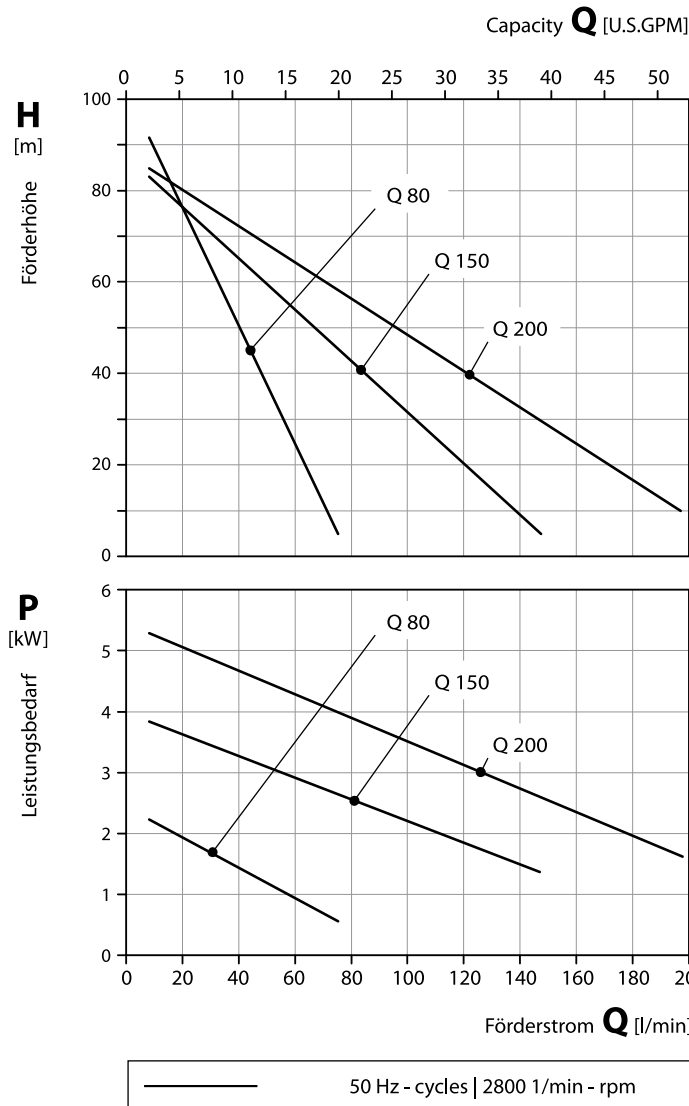 Capacity Q [U.S.GPM]
0 5 10 15 20 25 30 35 40 45 50
H
[m]
Förderhöhe
100
80
60
40
20
0
Q 80
Q 150
Q 200
P
[kW]
Leistungsbedarf
6
5
4
3
2
1
0
Q 80
Q 150
Q 200
0 20 40 60 80 100 120 140 160 180 20
Förderstrom Q [l/min]
50 Hz - cycles | 2800 1/min - rpm